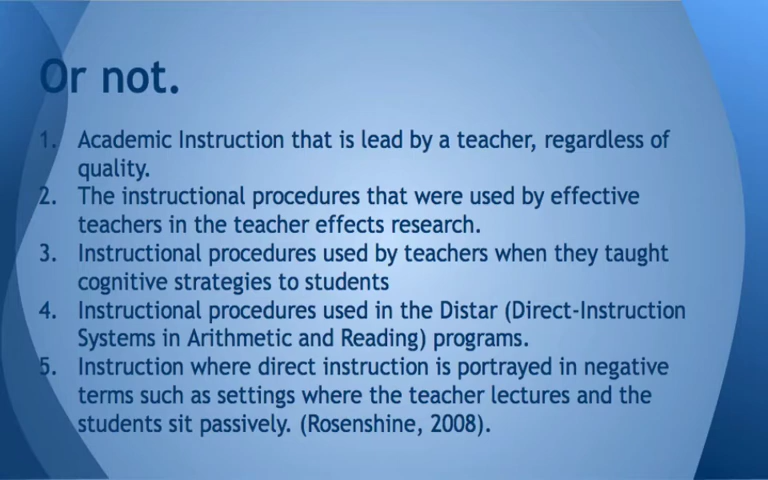 Or not.
1. Academic Instruction that is lead by a teacher, regardless of
quality.
2. The instructional procedures that were used by effective
teachers in the teacher effects research.
3. Instructional procedures used by teachers when they taught
cognitive strategies to students
4. Instructional procedures used in the Distar (Direct-Instruction
Systems in Arithmetic and Reading) programs.
5. Instruction where direct instruction is portrayed in negative
terms such as settings where the teacher lectures and the
students sit passively. (Rosenshine, 2008).